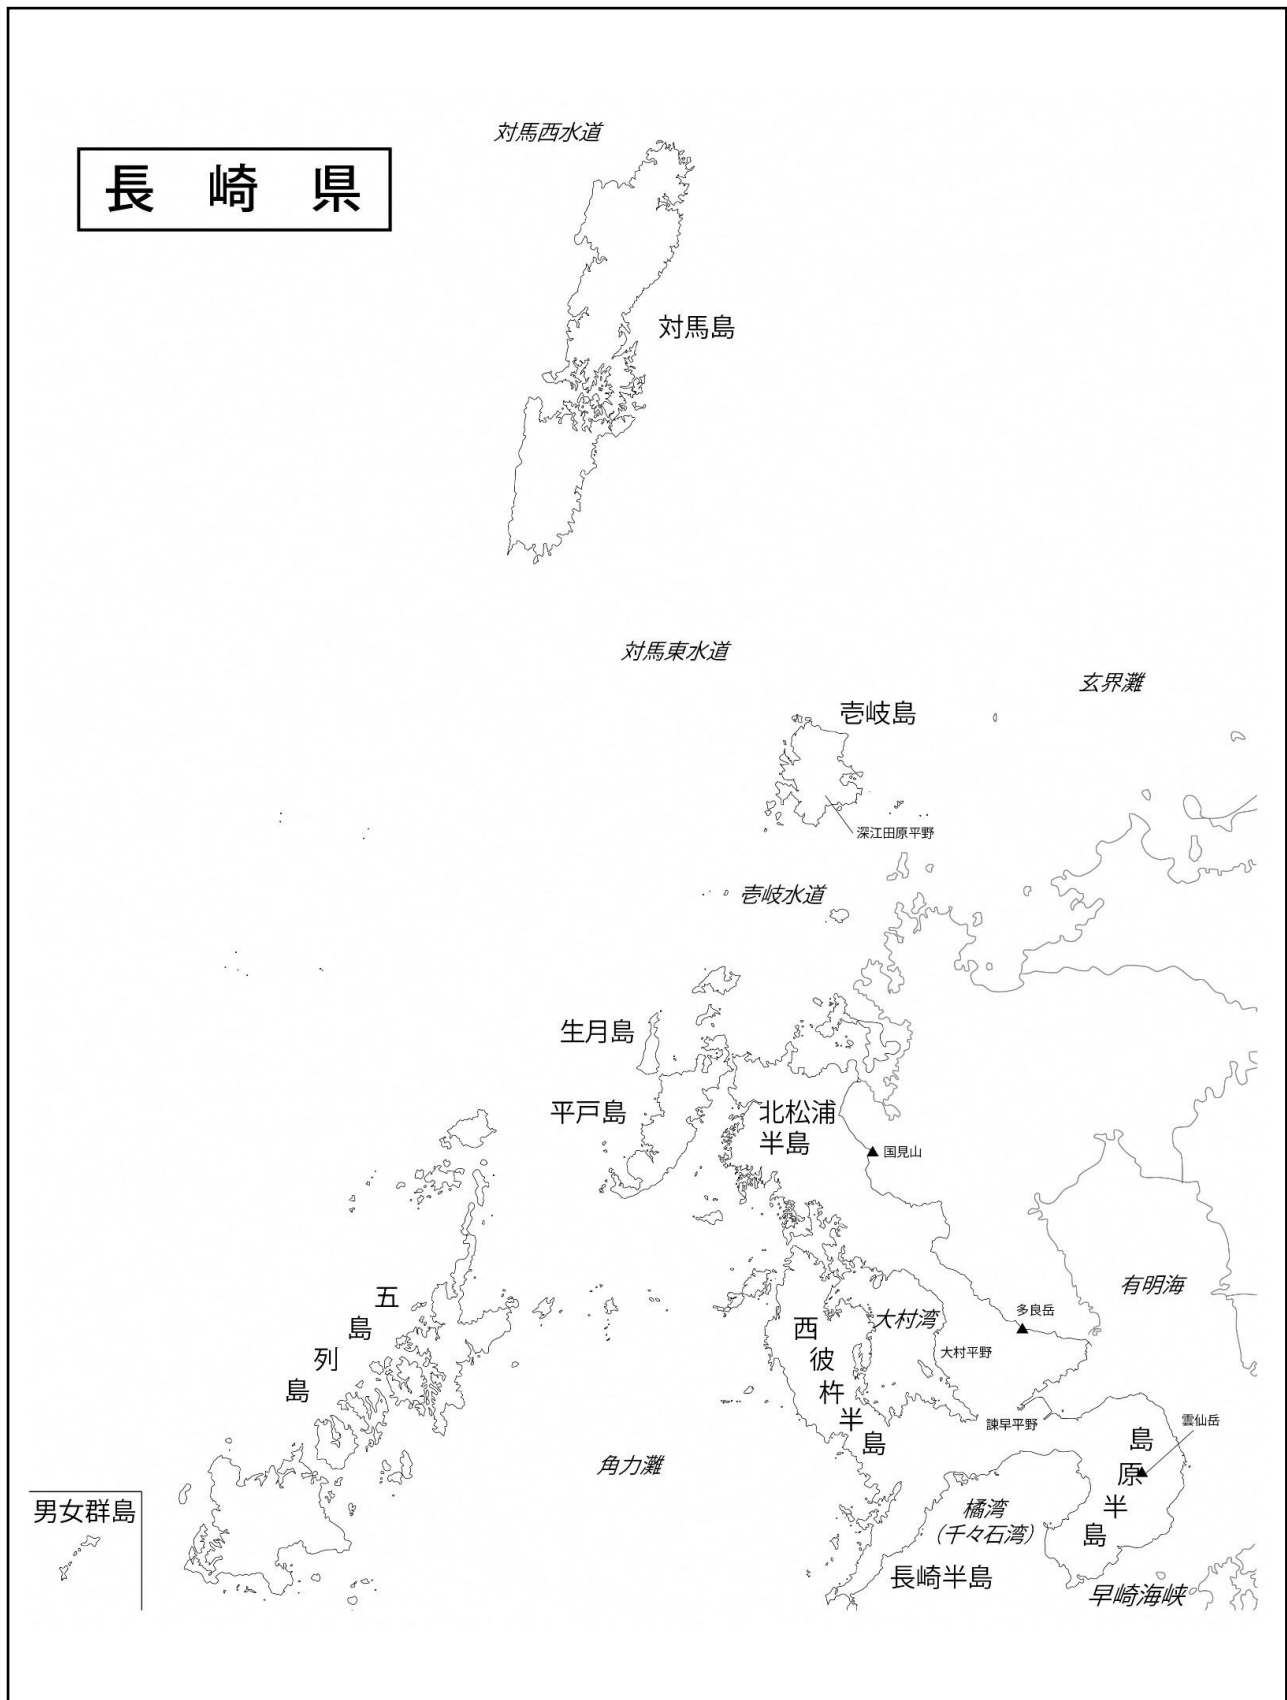 長崎県
対馬西水道
対馬島
対馬東水道
玄界灘
壱岐島
深江田原平野
壱岐水道
生月島
平戸島
北松浦
半島
国見山
有明海
五島列島
多良岳
大村湾
西彼杵半島
大村平野
諫早平野
雲仙岳
島原半島
角力灘
男女群島
橘湾
（千々石湾）
長崎半島
早崎海峡